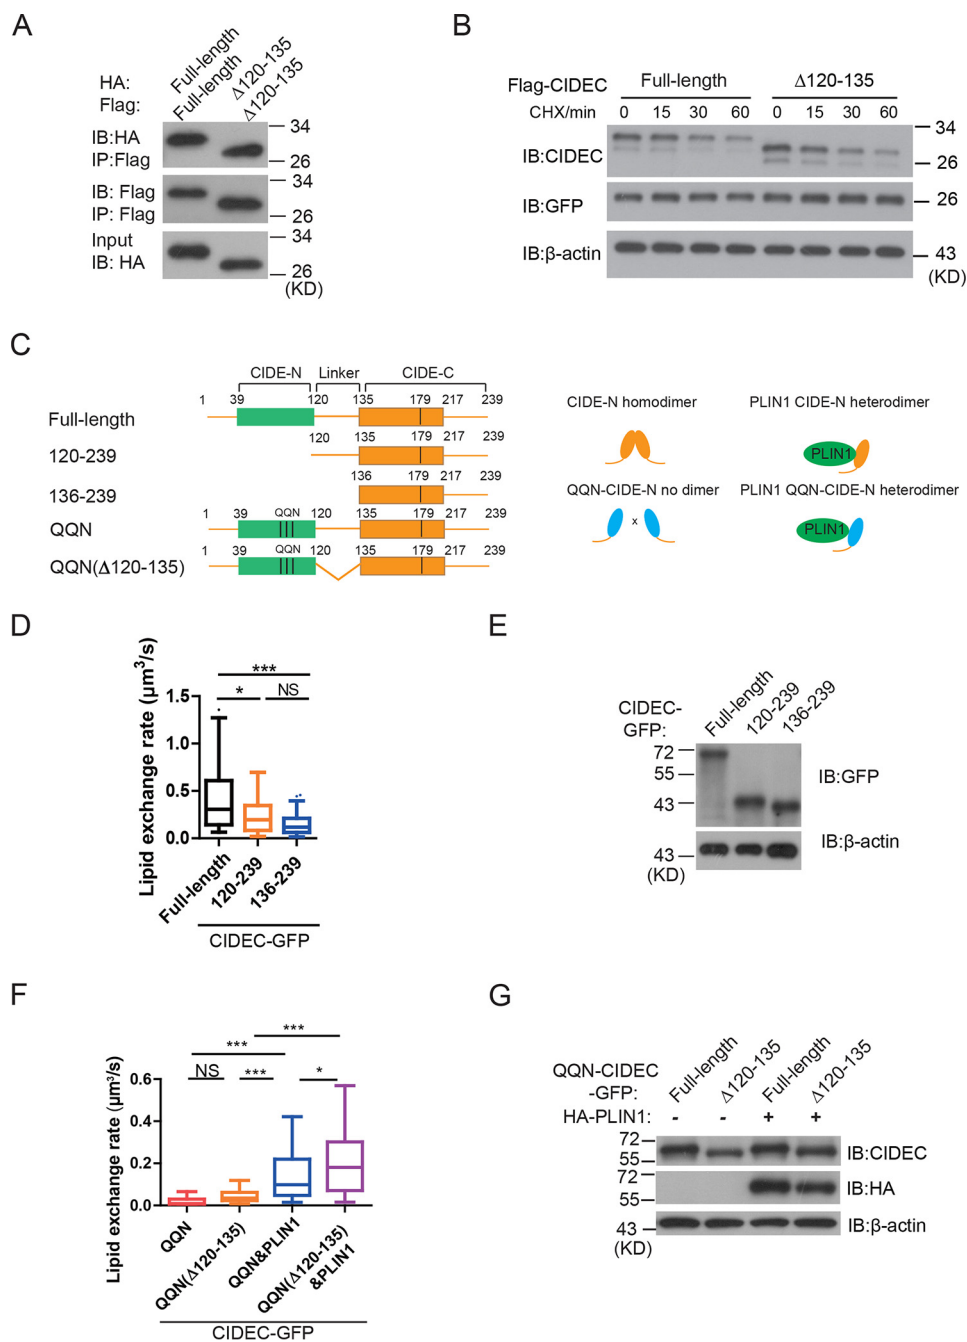 A
HA: Full-length Δ120-135
Flag: Full-length Δ120-135
IB:HA
IP:Flag
34
26
IB: Flag
IP: Flag
34
26
Input
IB: HA
34
26
(KD)
B
Flag-CIDEC Full-length Δ120-135
CHX/min 0 15 30 60 0 15 30 60
IB:CIDEC
34
26
IB:GFP 26
IB:β-actin 43
(KD)
C
CIDE-N Linker CIDE-C
1 39 120 135 179 217 239
Full-length
120 135 179 217 239
120-239
136 179 217 239
136-239
1 39 QQN 120 135 179 217 239
QQN
1 39 QQN 120 135 179 217 239
QQN(Δ120-135)
CIDE-N homodimer
PLIN1 CIDE-N heterodimer
PLIN1
QQN-CIDE-N no dimer
x
PLIN1 QQN-CIDE-N heterodimer
PLIN1
D
Lipid exchange rate (μm³/s)
***
* NS
1.5
1.0
0.5
0.0
Full-length
120-239
136-239
CIDEC-GFP
E
CIDEC-
GFP:
Full-length
120-239
136-239
72
55
43
IB:GFP
43
IB:β-actin
(KD)
F
Lipid exchange rate (μm³/s)
***
***
NS *** *
0.6
0.4
0.2
0.0
QQN
QQN(Δ120-135)
QQN&PLIN1
QQN(Δ120-135)
&PLIN1
CIDEC-GFP
G
QQN-CIDEC
-GFP:
Full-length
Δ120-135
Full-length
Δ120-135
HA-PLIN1: - - + +
72
55
IB:CIDEC
72
55
IB:HA
43
IB:β-actin
(KD)